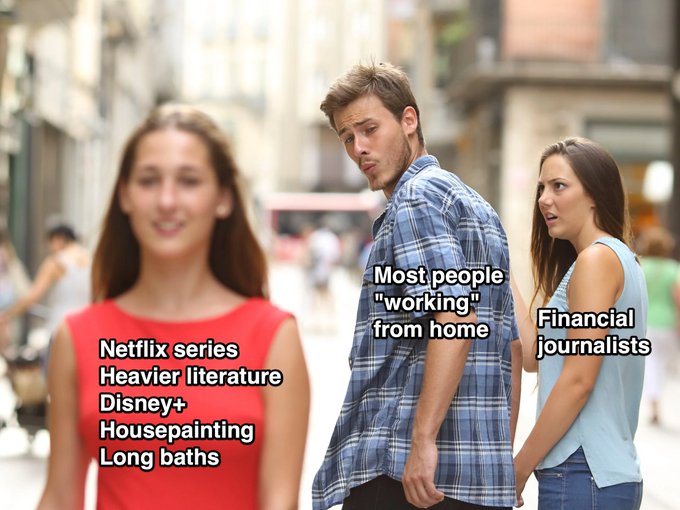 Netflix series
Heavier literature
Disney+
Housepainting
Long baths
Most people
"working"
from home
Financial
journalists